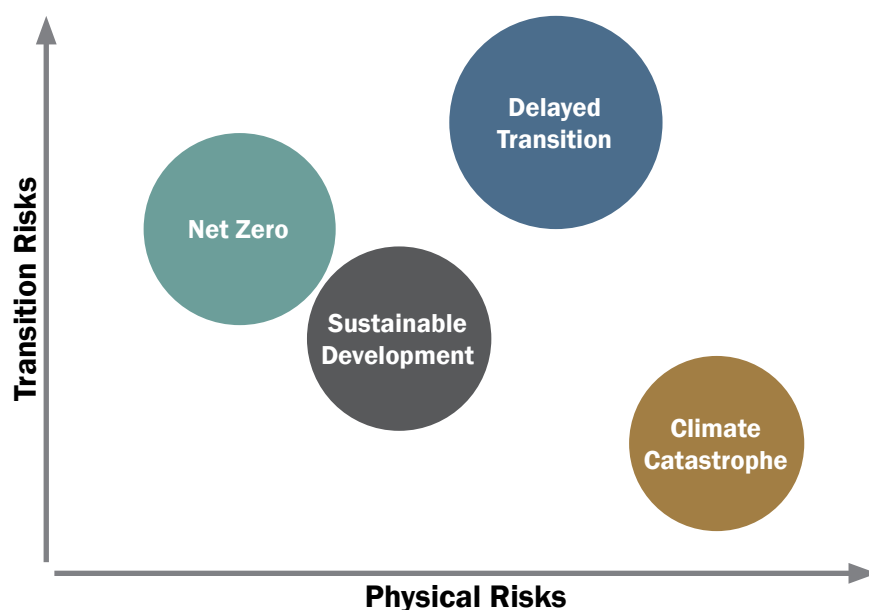 Delayed
Transition
Net Zero
Sustainable
Development
Climate
Catastrophe
Transition Risks
Physical Risks